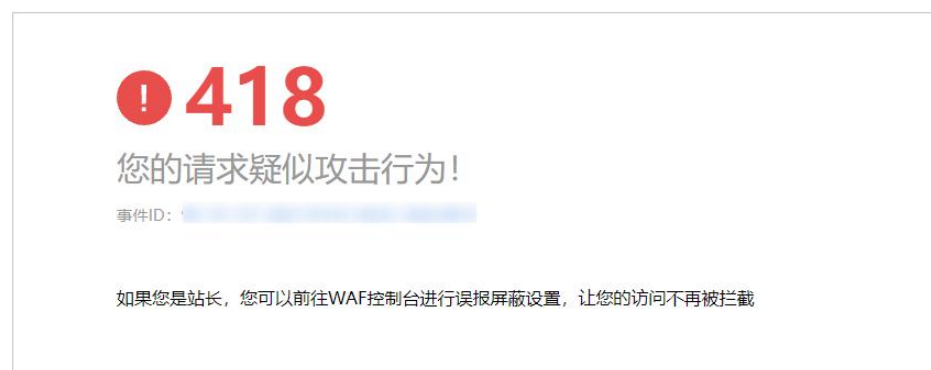 ! 418
您的请求疑似攻击行为！
事件ID：
如果您是站长，您可以前往WAF控制台进行误报屏蔽设置，让您的访问不再被拦截